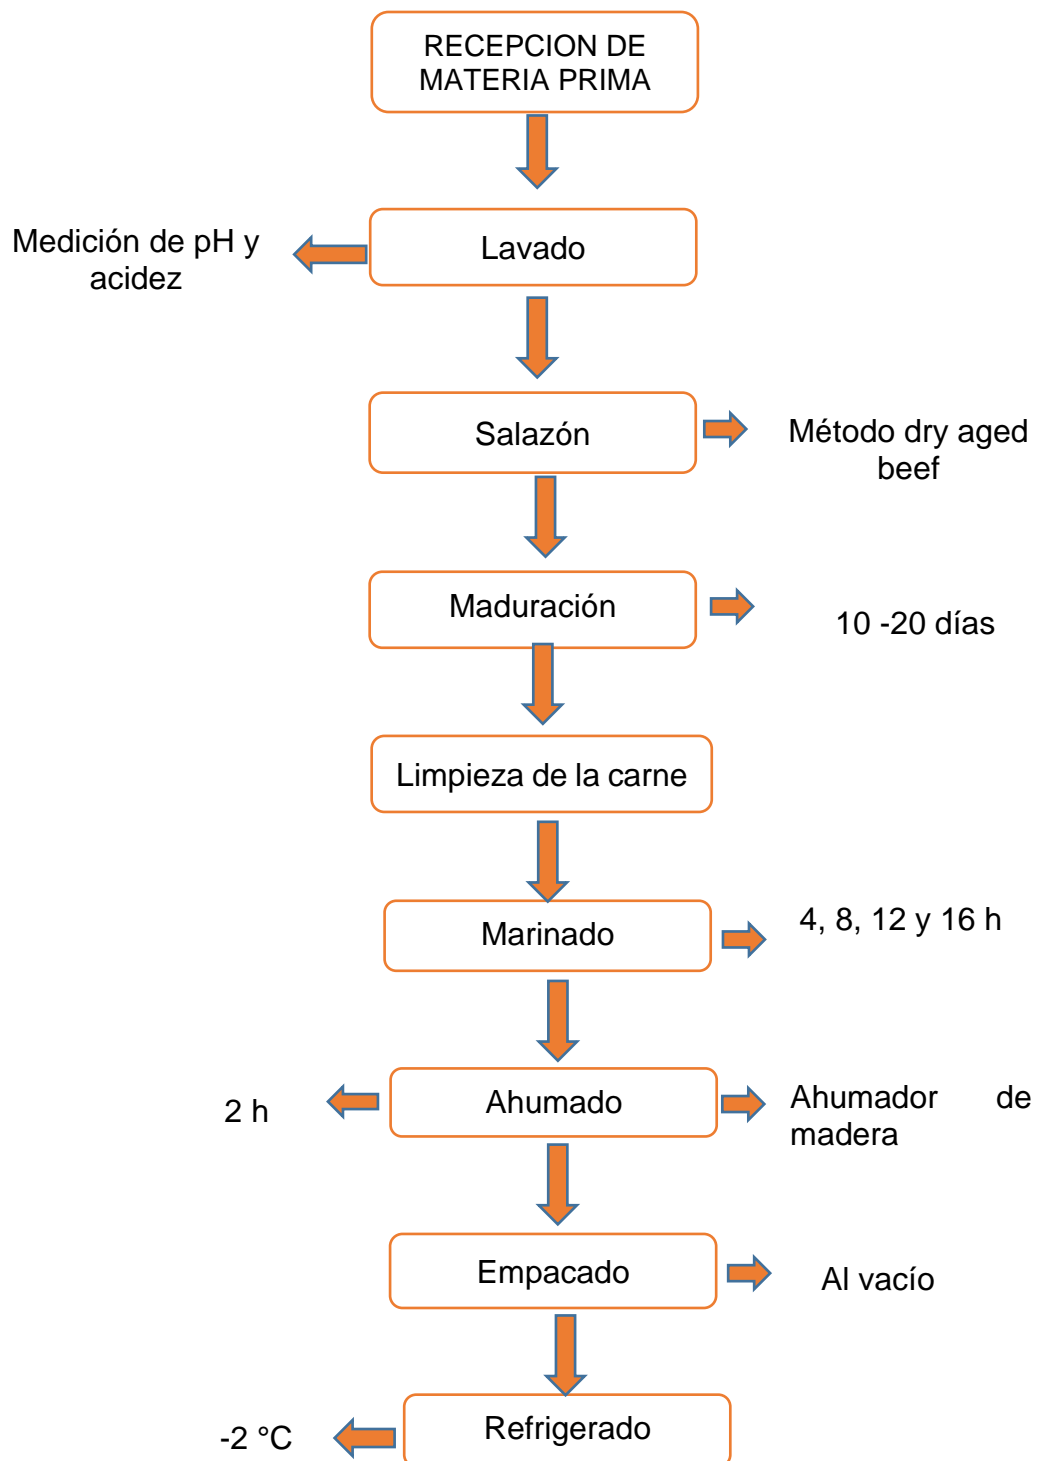 RECEPCION DE
MATERIA PRIMA
Medición de pH y
acidez
Lavado
Salazón
Método dry aged
beef
Maduración
10 -20 días
Limpieza de la carne
Marinado
4, 8, 12 y 16 h
2 h
Ahumado
Ahumador de
madera
Empacado
Al vacío
-2 °C
Refrigerado